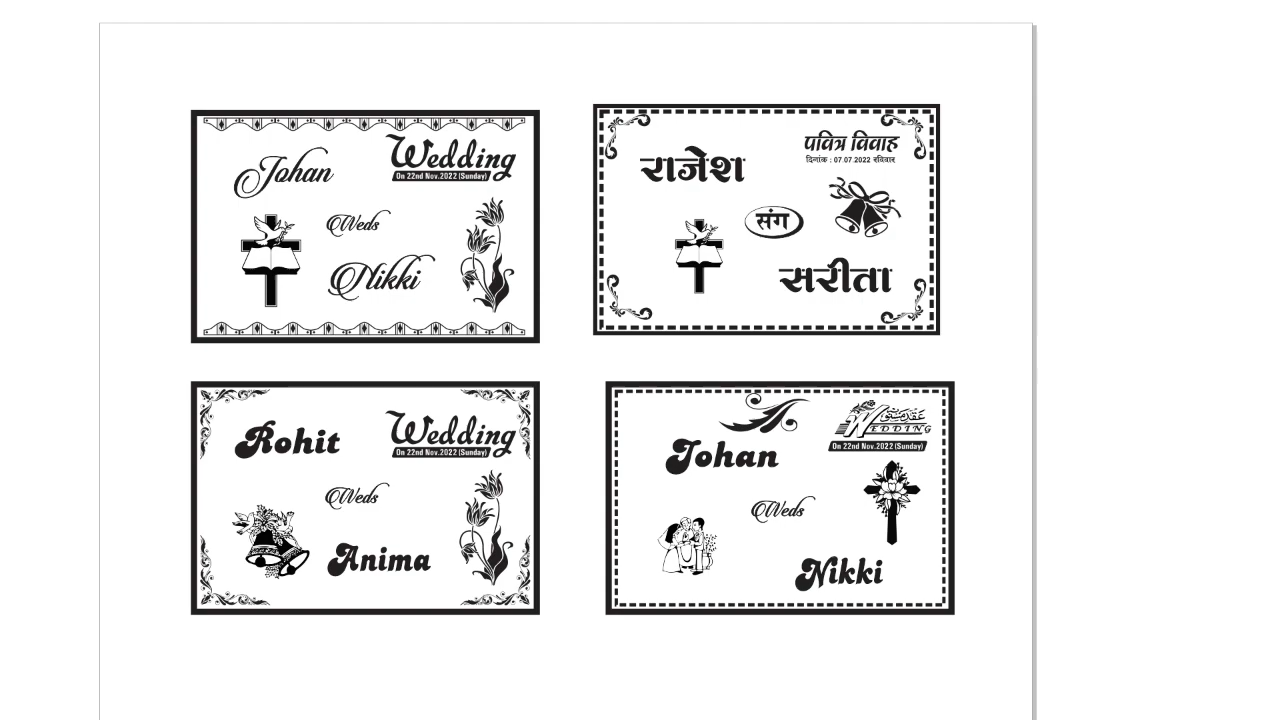 Johan
Wedding
On 22nd Nov.2022 (Sunday)
Weds
Nikki
राजेश
पवित्र विवाह
दिनांक : 07.07.2022 रविवार
संग
सरीता
Rohit
Wedding
On 22nd Nov.2022 (Sunday)
Weds
Anima
Johan
WEDDING
On 22nd Nov.2022 (Sunday)
Weds
Nikki